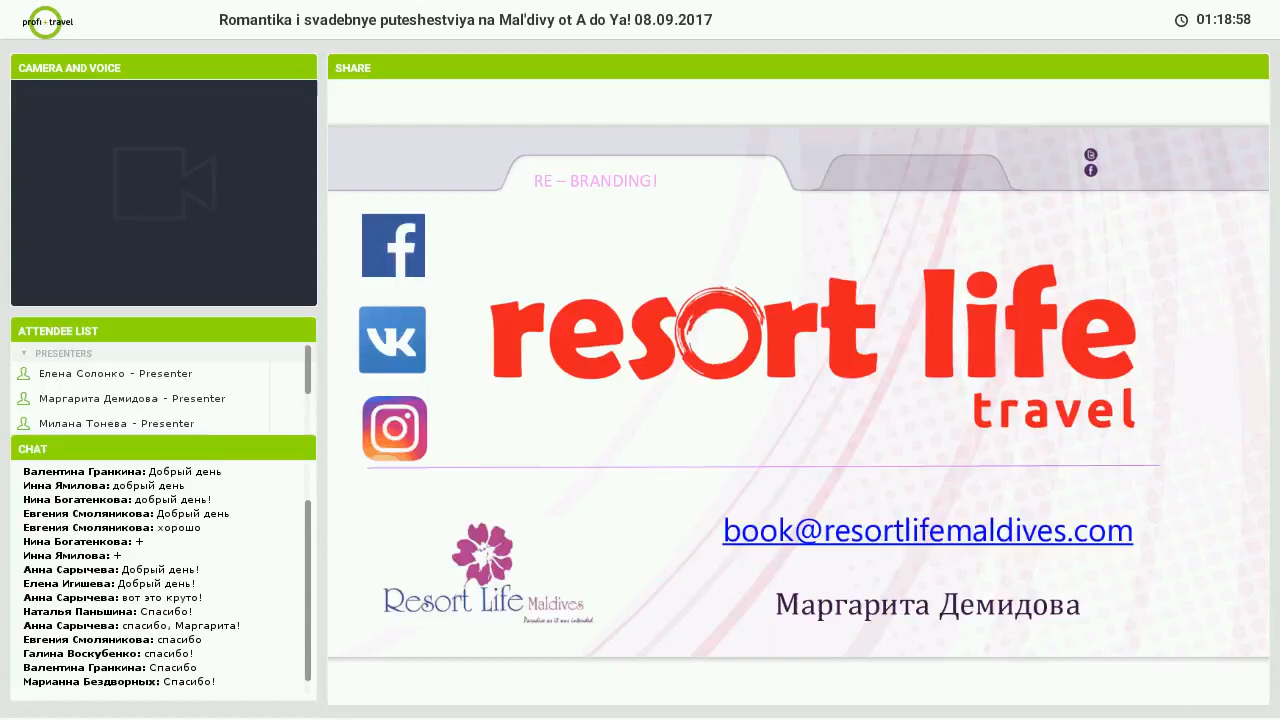 profi travel
Romantika i svadebnye puteshestviya na Mal'divy ot A do Ya! 08.09.2017
01:18:58
CAMERA AND VOICE
ATTENDEE LIST
PRESENTERS
Елена Солонко - Presenter
Маргарита Демидова - Presenter
Милана Тонева - Presenter
CHAT
Валентина Гранкина: Добрый день
Инна Ямилова: добрый день
Нина Богатенкова: добрый день!
Евгения Смоляникова: Добрый день
Евгения Смоляникова: хорошо
Нина Богатенкова: +
Инна Ямилова: +
Анна Сарычева: Добрый день!
Елена Игишева: Добрый день!
Анна Сарычева: вот это круто!
Наталья Паньшина: Спасибо!
Анна Сарычева: спасибо, Маргарита!
Евгения Смоляникова: спасибо
Галина Воскубенко: спасибо!
Валентина Гранкина: Спасибо
Марианна Бездворных: Спасибо!
SHARE
RE – BRANDING!
resort life
travel
book@resortlifemaldives.com
Resort Life Maldives
Paradise as it was intended
Маргарита Демидова